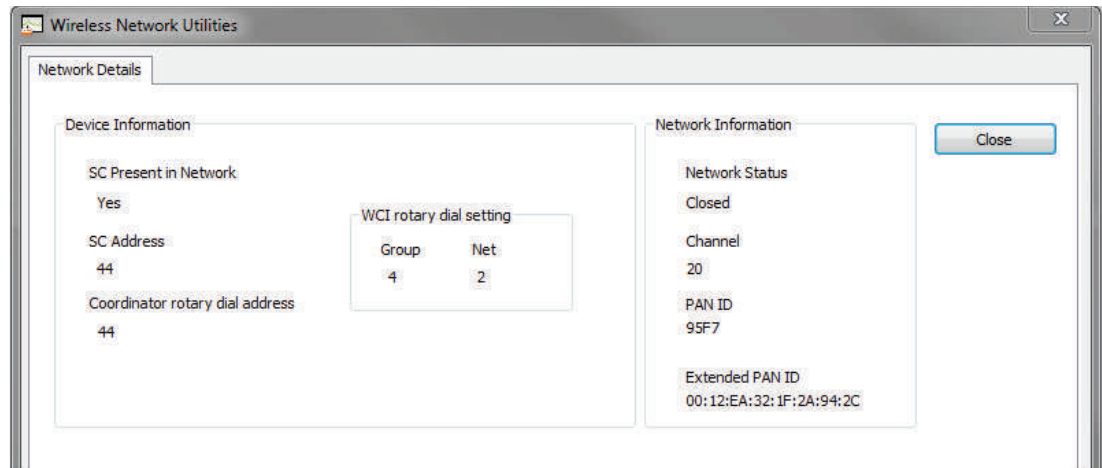 Wireless Network Utilities
X
Network Details
Device Information
SC Present in Network
Yes
SC Address
44
Coordinator rotary dial address
44
WCI rotary dial setting
Group Net
4 2
Network Information
Network Status
Closed
Channel
20
PAN ID
95F7
Extended PAN ID
00:12:EA:32:1F:2A:94:2C
Close